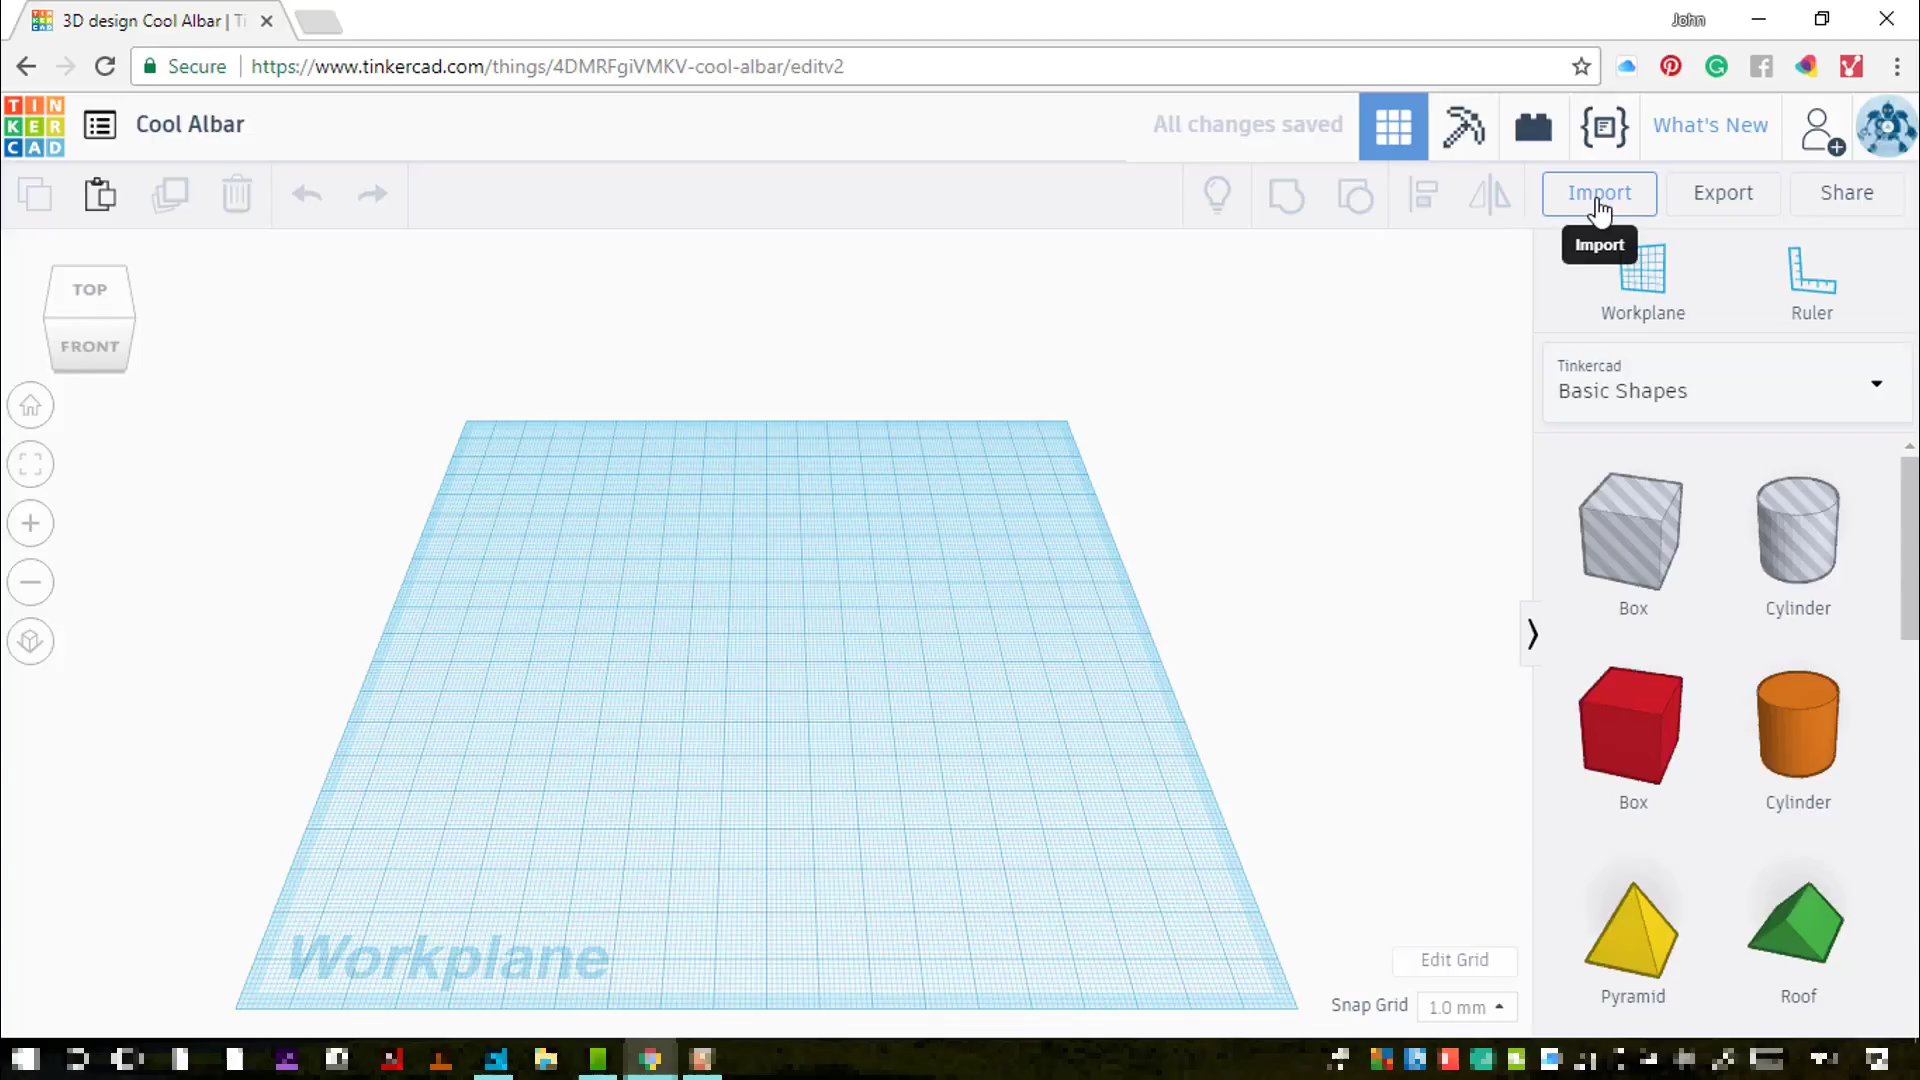 3D design Cool Albar | Ti
John
Secure
https://www.tinkercad.com/things/4DMRFgiVMKV-cool-albar/editv2
TIN
KER
CAD
Cool Albar
All changes saved
What's New
Import
Export
Share
Import
Workplane
Ruler
TOP
FRONT
Tinkercad
Basic Shapes
Box
Cylinder
Box
Cylinder
Pyramid
Roof
Workplane
Edit Grid
Snap Grid
1.0 mm